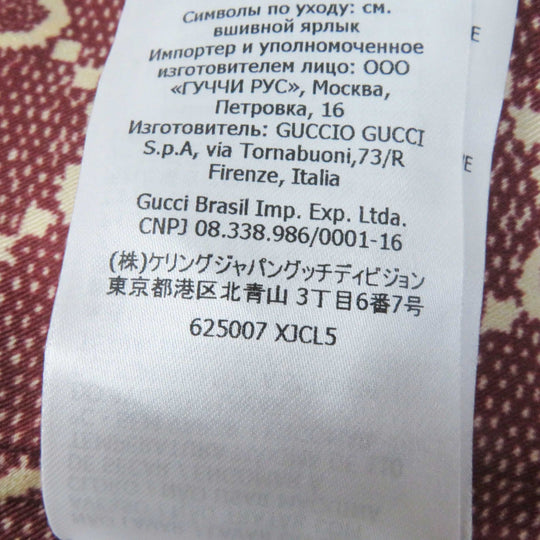 Символы по уходу: см.
вшивной ярлык
Импортер и уполномоченное
изготовителем лицо: ООО
«ГУЧЧИ РУС», Москва,
Петровка, 16
Изготовитель: GUCCIO GUCCI
S.p.A, via Tornabuoni,73/R
Firenze, Italia
Gucci Brasil Imp. Exp. Ltda.
CNPJ 08.338.986/0001-16
(株)ケリングジャパングッチディビジョン
東京都港区北青山 3丁目6番7号
625007 XJCL5